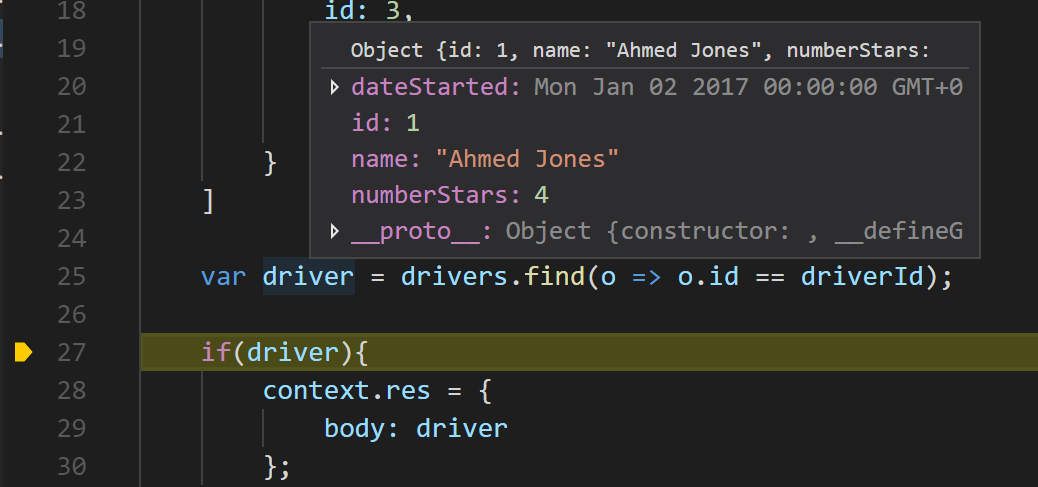 18 id: 3,
Object {id: 1, name: "Ahmed Jones", numberStars:
19
dateStarted: Mon Jan 02 2017 00:00:00 GMT+0
20
id: 1
21
name: "Ahmed Jones"
22 }
numberStars: 4
23 ]
__proto__: Object {constructor: , __defineG
24
25 var driver = drivers.find(o => o.id == driverId);
26
27 if(driver){
28 context.res = {
29 body: driver
30 };